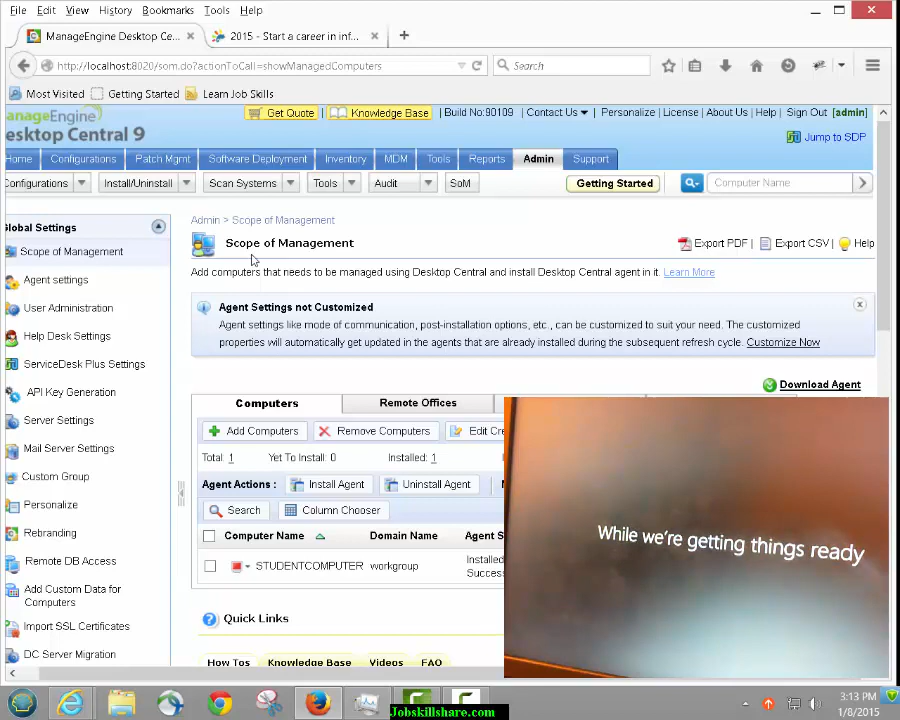 File Edit View History Bookmarks Tools Help
ManageEngine Desktop Ce...
2015 - Start a career in inf...
http://localhost:8020/som.do?actionToCall=showManagedComputers
Search
Most Visited Getting Started Learn Job Skills
anageEngine
esktop Central 9
Get Quote Knowledge Base Build No:90109 Contact Us Personalize License About Us Help Sign Out [admin]
Jump to SDP
Home Configurations Patch Mgmt Software Deployment Inventory MDM Tools Reports Admin Support
Configurations Install/Uninstall Scan Systems Tools Audit SoM Getting Started Computer Name
Global Settings
Scope of Management
Agent settings
User Administration
Help Desk Settings
ServiceDesk Plus Settings
API Key Generation
Server Settings
Mail Server Settings
Custom Group
Personalize
Rebranding
Remote DB Access
Add Custom Data for
Computers
Import SSL Certificates
DC Server Migration
Admin > Scope of Management
Scope of Management
Export PDF Export CSV Help
Add computers that needs to be managed using Desktop Central and install Desktop Central agent in it. Learn More
Agent Settings not Customized
Agent settings like mode of communication, post-installation options, etc., can be customized to suit your need. The customized
properties will automatically get updated in the agents that are already installed during the subsequent refresh cycle. Customize Now
Download Agent
Computers Remote Offices
Add Computers Remove Computers Edit Cre
Total 1 Yet To Install: 0 Installed: 1
Agent Actions : Install Agent Uninstall Agent
Search Column Chooser
Computer Name Domain Name Agent S
STUDENTCOMPUTER workgroup Installed
Success
Quick Links
How Tos Knowledge Base Videos FAQ
While we're getting things ready
Jobskillshare.com
3:13 PM
1/8/2015